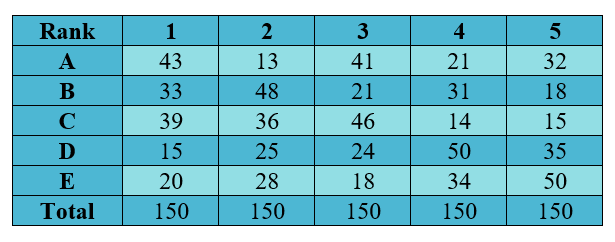 Rank 1 2 3 4 5
A 43 13 41 21 32
B 33 48 21 31 18
C 39 36 46 14 15
D 15 25 24 50 35
E 20 28 18 34 50
Total 150 150 150 150 150